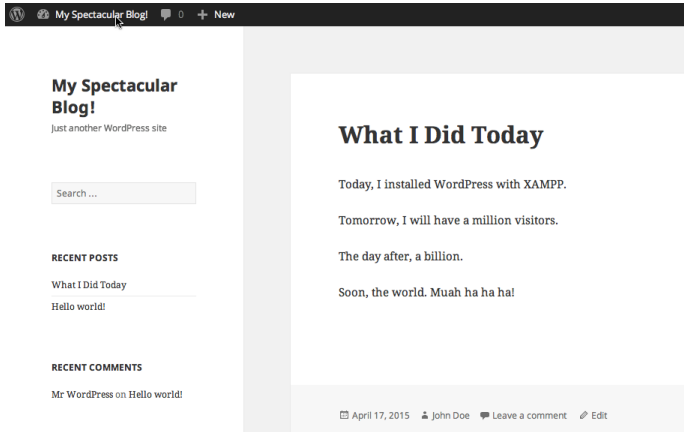 My Spectacular Blog! 0 New
My Spectacular
Blog!
Just another WordPress site
Search ...
RECENT POSTS
What I Did Today
Hello world!
RECENT COMMENTS
Mr WordPress on Hello world!
What I Did Today
Today, I installed WordPress with XAMPP.
Tomorrow, I will have a million visitors.
The day after, a billion.
Soon, the world. Muah ha ha ha!
April 17, 2015 John Doe Leave a comment Edit